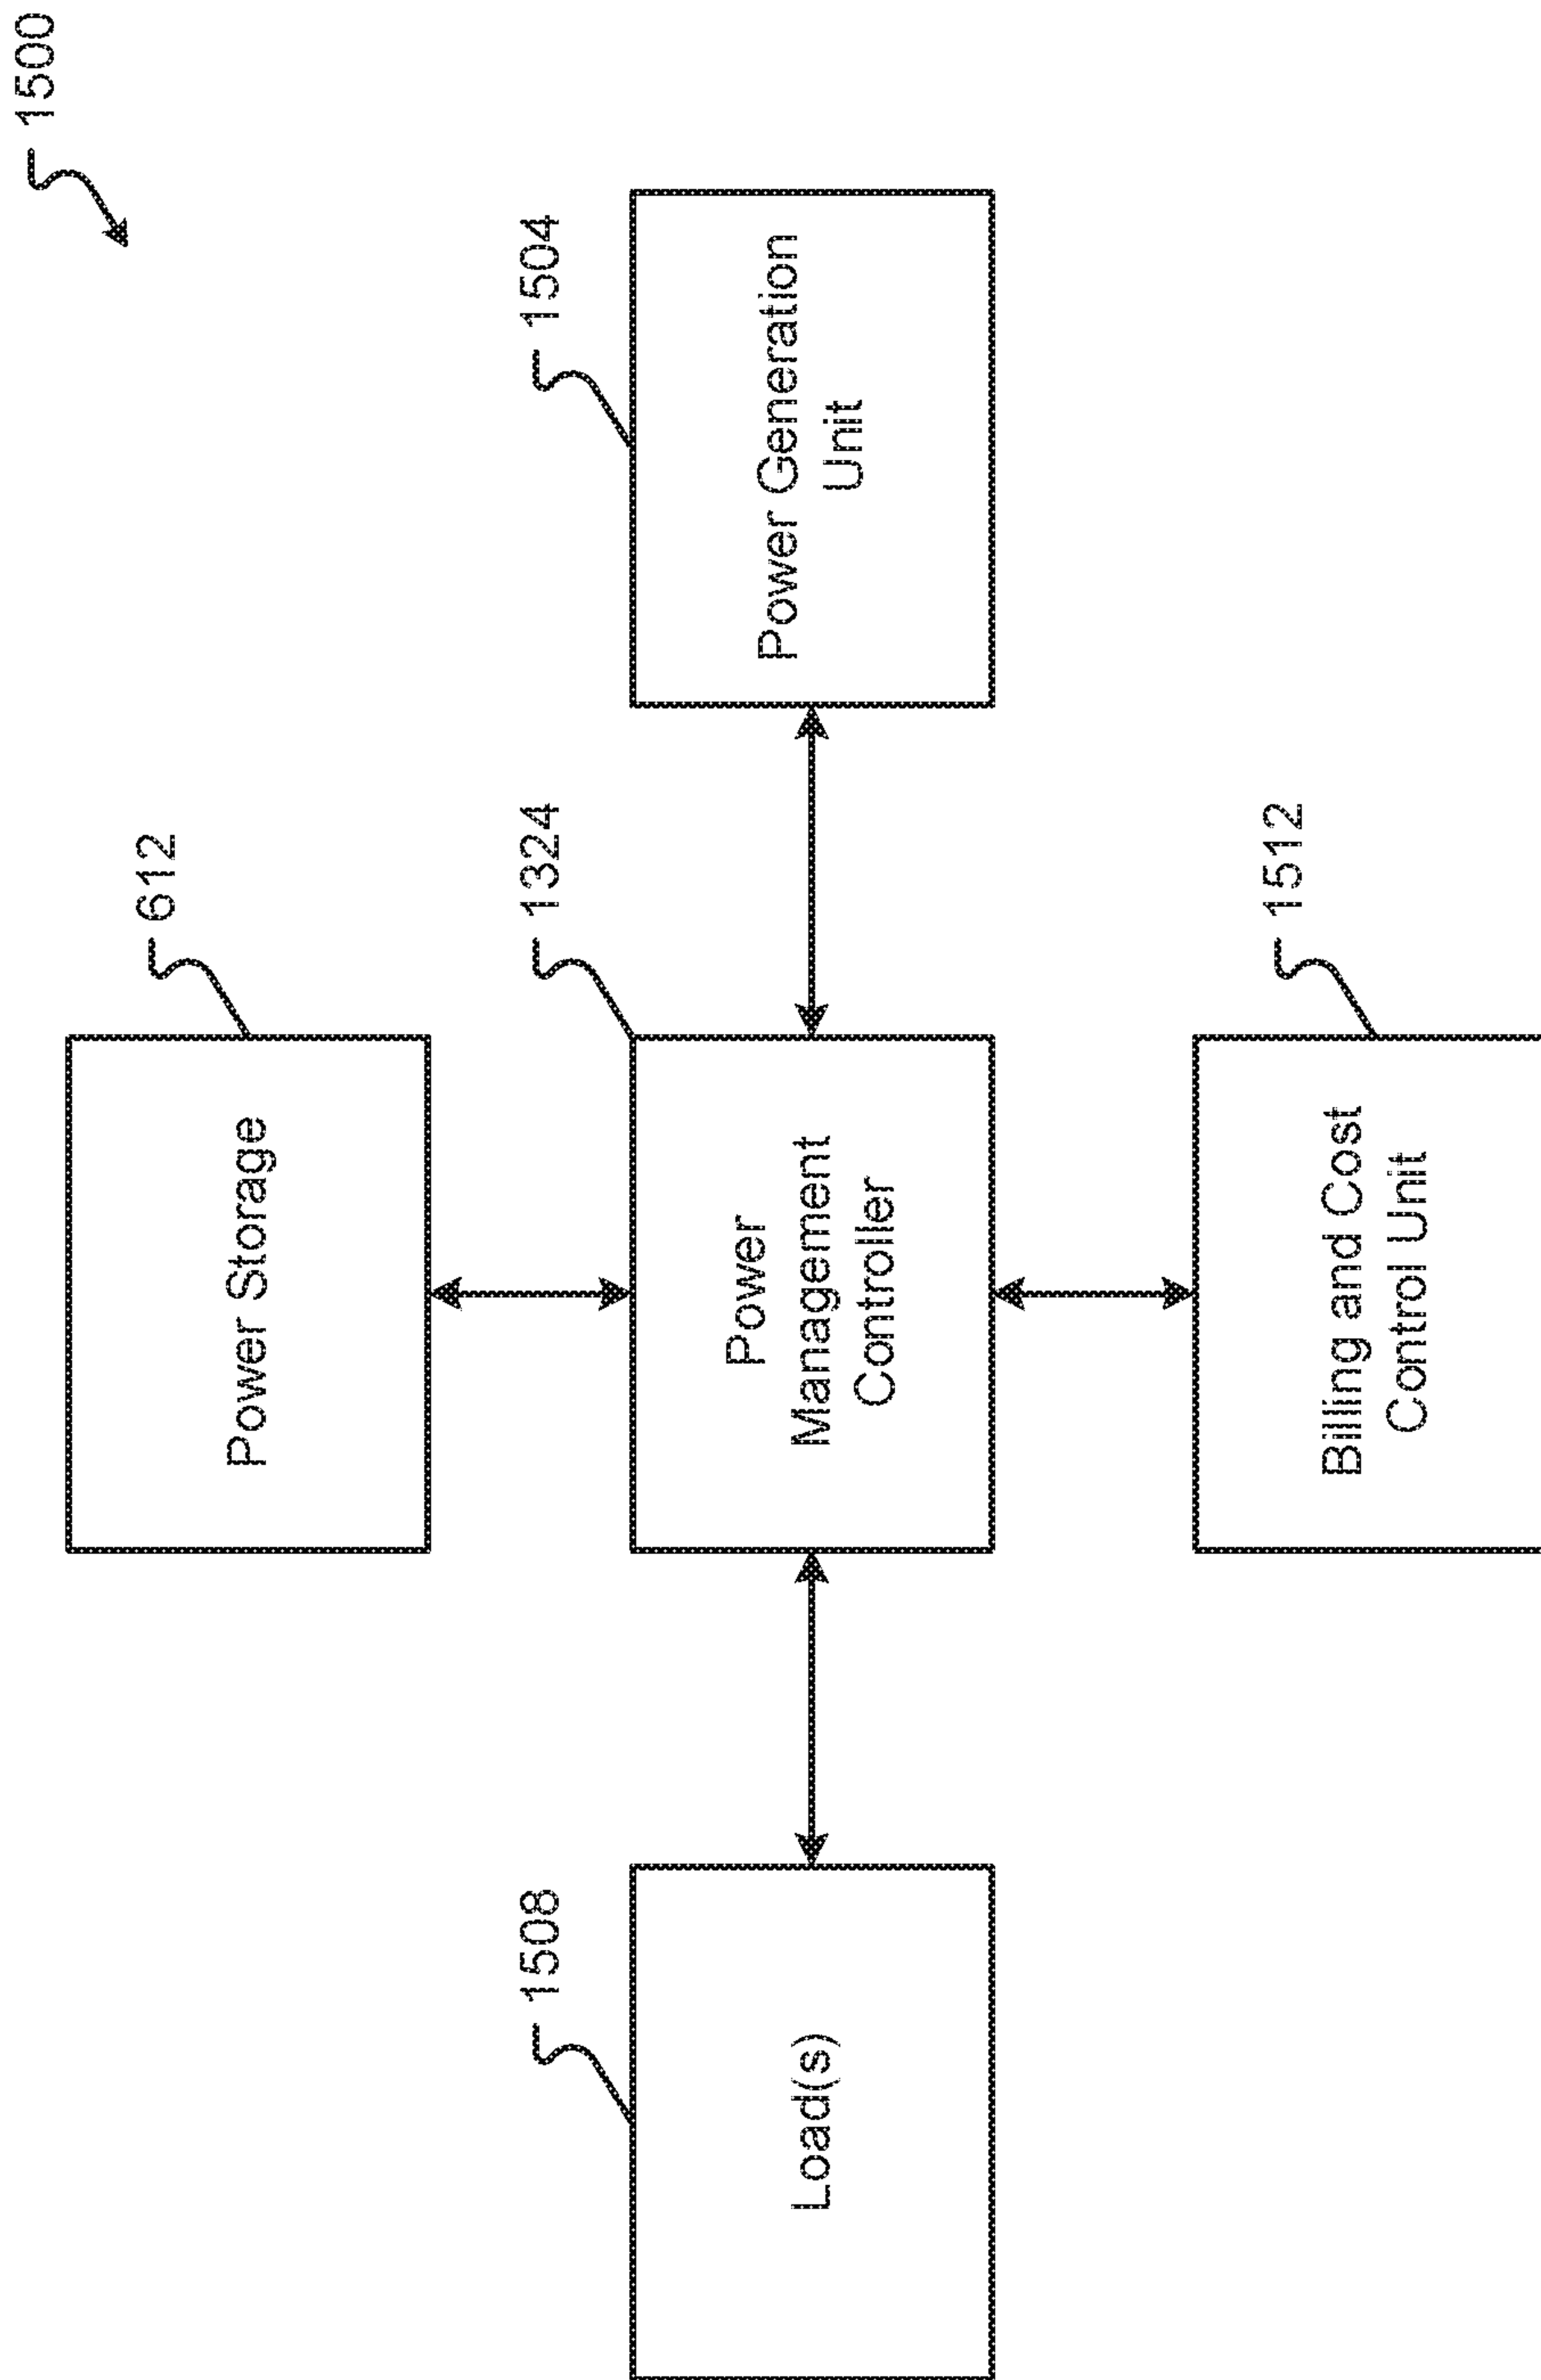 1500
612
Power Storage
1508
1324
1504
Load(s)
Power
Management
Controller
Power Generation
Unit
1512
Billing and Cost
Control Unit